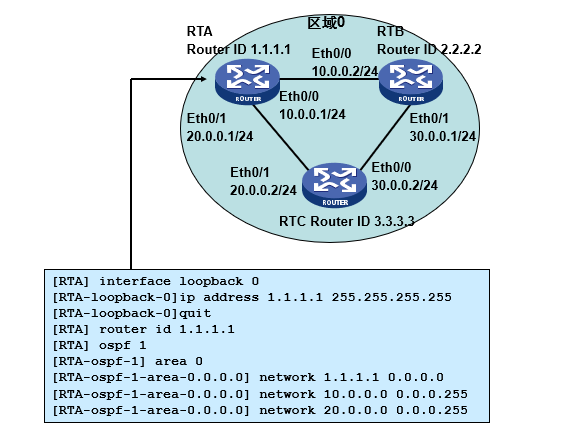 区域0
RTA
Router ID 1.1.1.1
RTB
Router ID 2.2.2.2
Eth0/0
10.0.0.2/24
ROUTER
ROUTER
Eth0/0
10.0.0.1/24
Eth0/1
20.0.0.1/24
Eth0/1
30.0.0.1/24
Eth0/1
20.0.0.2/24
Eth0/0
30.0.0.2/24
ROUTER
RTC Router ID 3.3.3.3
[RTA] interface loopback 0
[RTA-loopback-0]ip address 1.1.1.1 255.255.255.255
[RTA-loopback-0]quit
[RTA] router id 1.1.1.1
[RTA] ospf 1
[RTA-ospf-1] area 0
[RTA-ospf-1-area-0.0.0.0] network 1.1.1.1 0.0.0.0
[RTA-ospf-1-area-0.0.0.0] network 10.0.0.0 0.0.0.255
[RTA-ospf-1-area-0.0.0.0] network 20.0.0.0 0.0.0.255